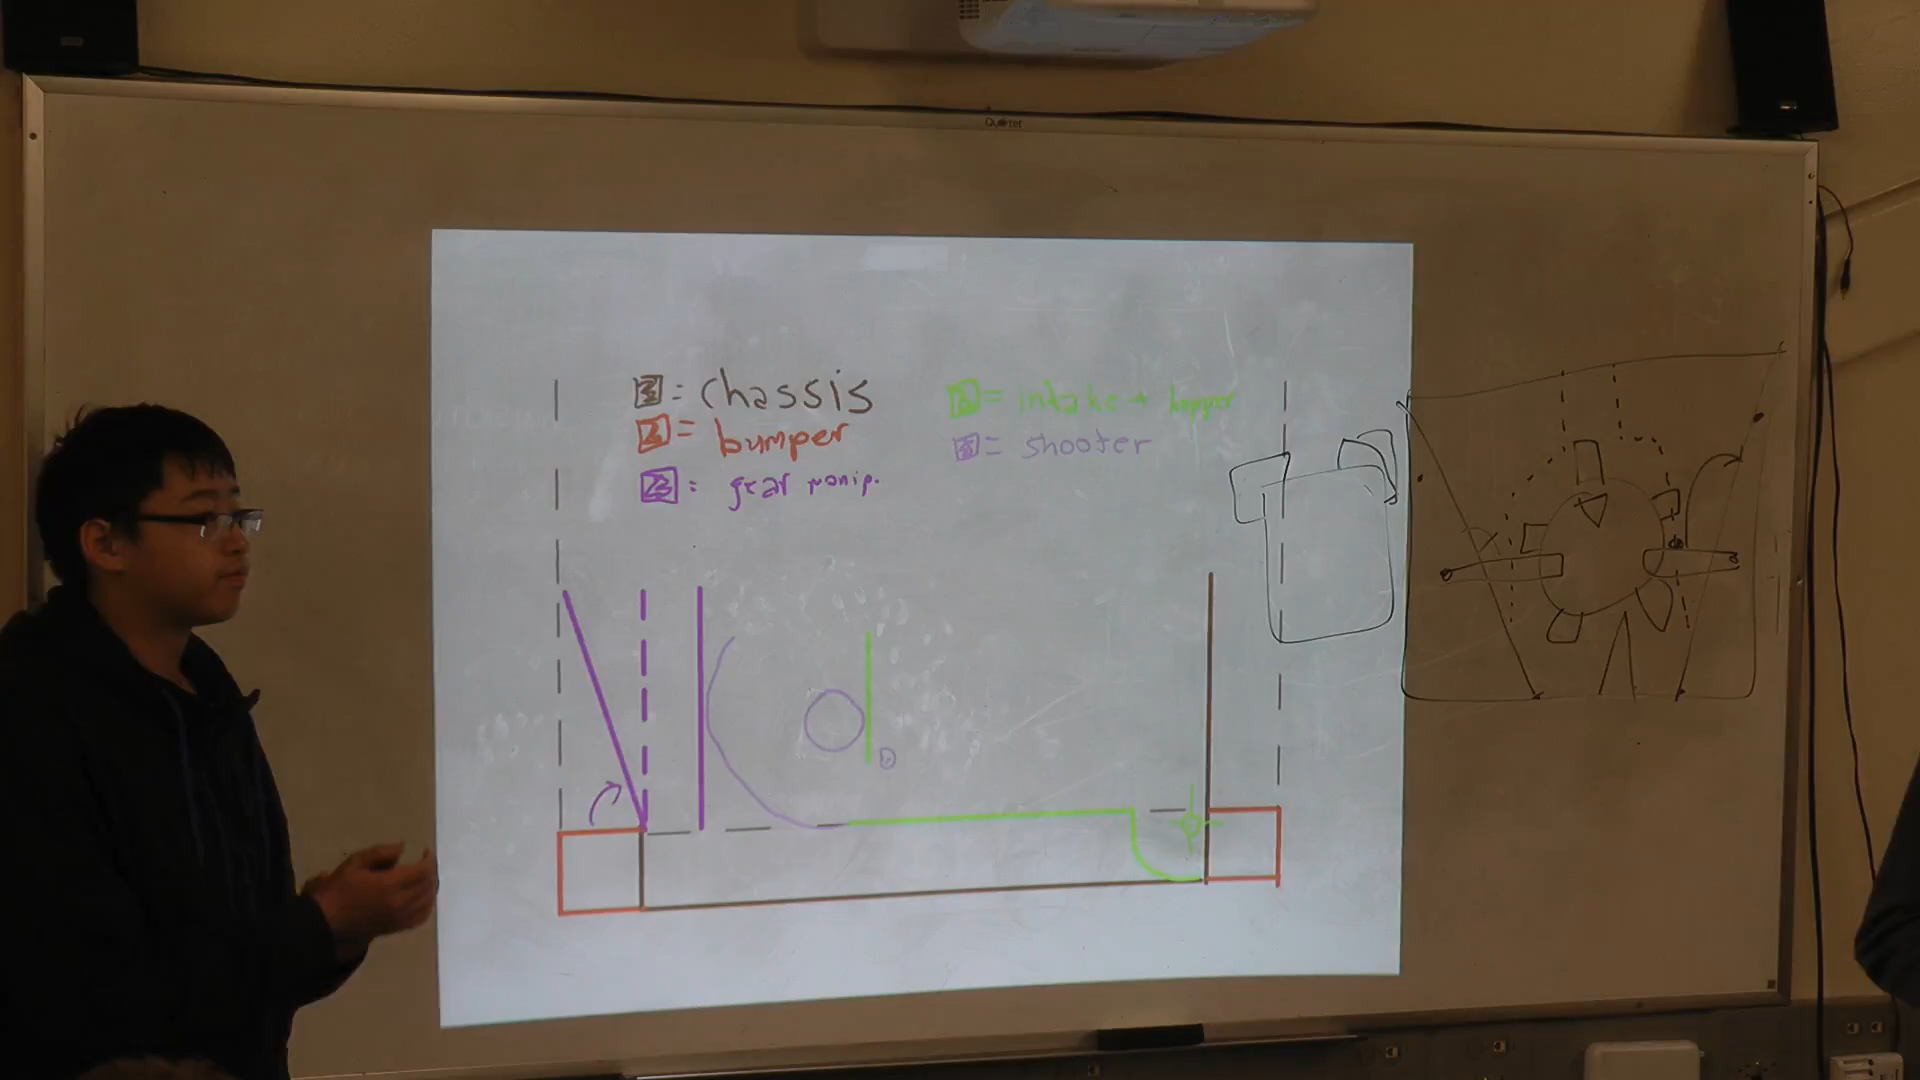 Quartet
= chassis
= bumper
= gear manip.
= intake + hopper
= shooter